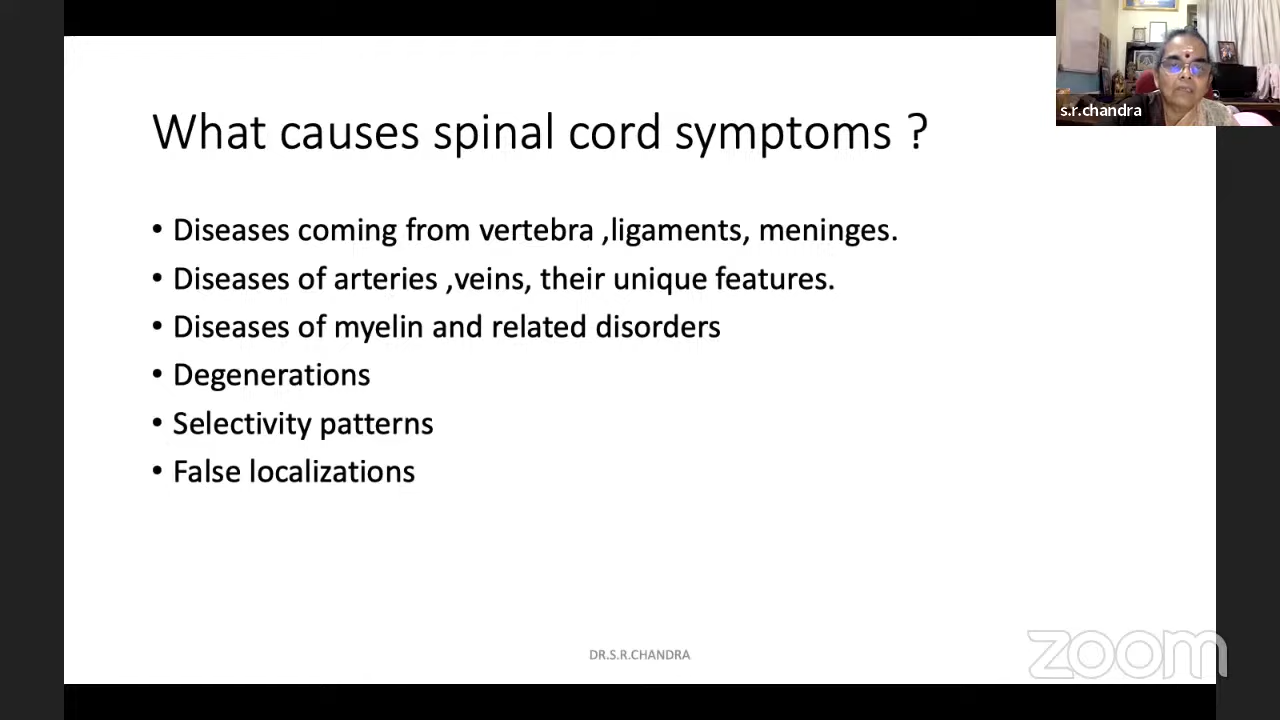 s.r.chandra
What causes spinal cord symptoms ?
• Diseases coming from vertebra ,ligaments, meninges.
• Diseases of arteries ,veins, their unique features.
• Diseases of myelin and related disorders
• Degenerations
• Selectivity patterns
• False localizations
DR.S.R.CHANDRA
zoom